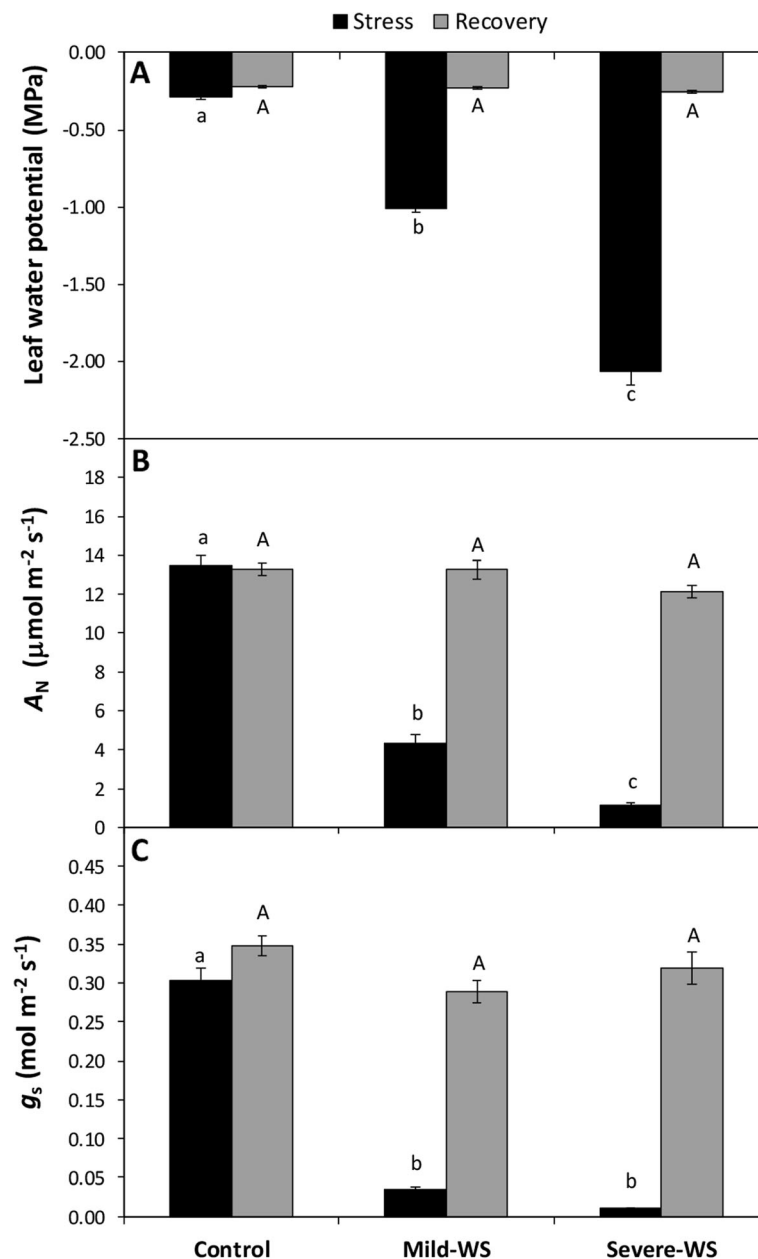 Stress Recovery
A
Leaf water potential (MPa)
0.00
-0.50
-1.00
-1.50
-2.00
-2.50
a A b A c A
B
A_N (µmol m⁻² s⁻¹)
18
16
14
12
10
8
6
4
2
0
a A b A c A
C
g_s (mol m⁻² s⁻¹)
0.45
0.40
0.35
0.30
0.25
0.20
0.15
0.10
0.05
0.00
a A b A b A
Control Mild-WS Severe-WS